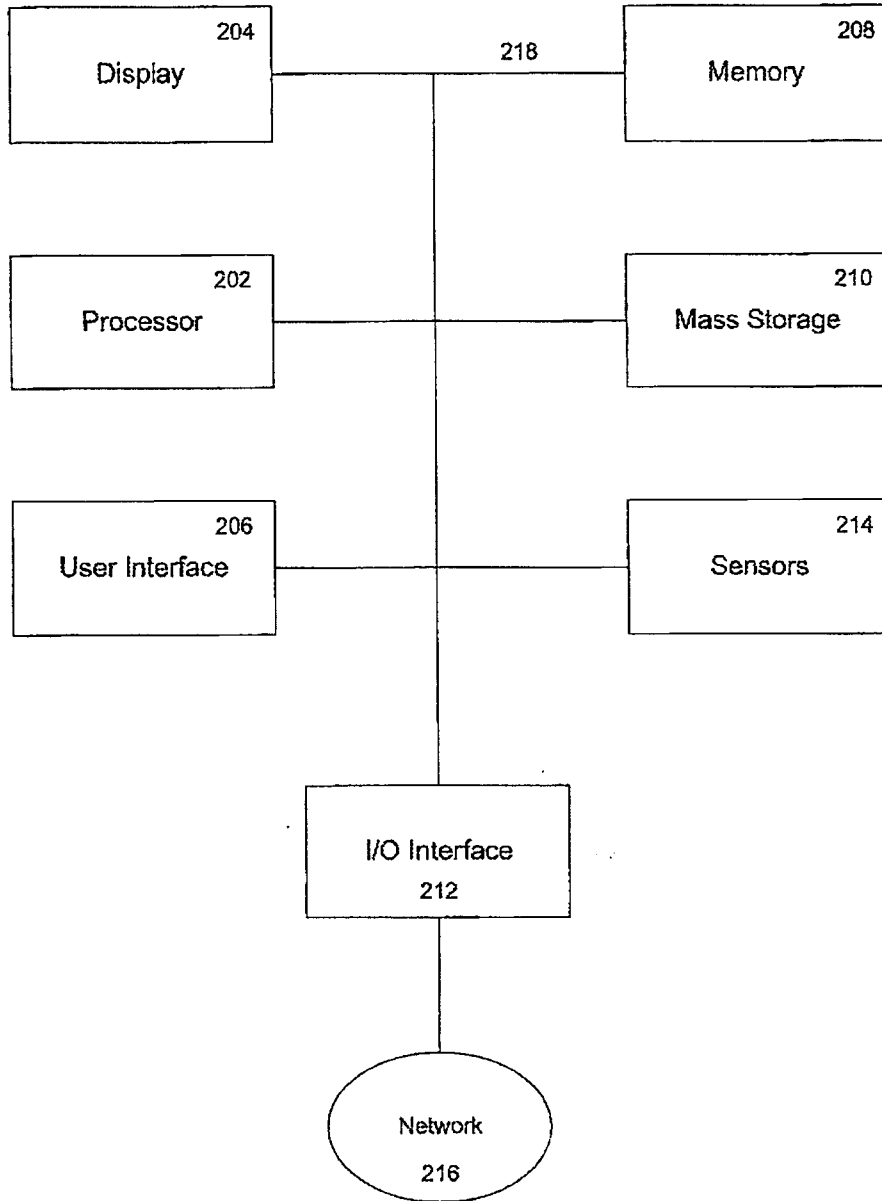 204
Display
218
208
Memory
202
Processor
210
Mass Storage
206
User Interface
214
Sensors
I/O Interface
212
Network
216